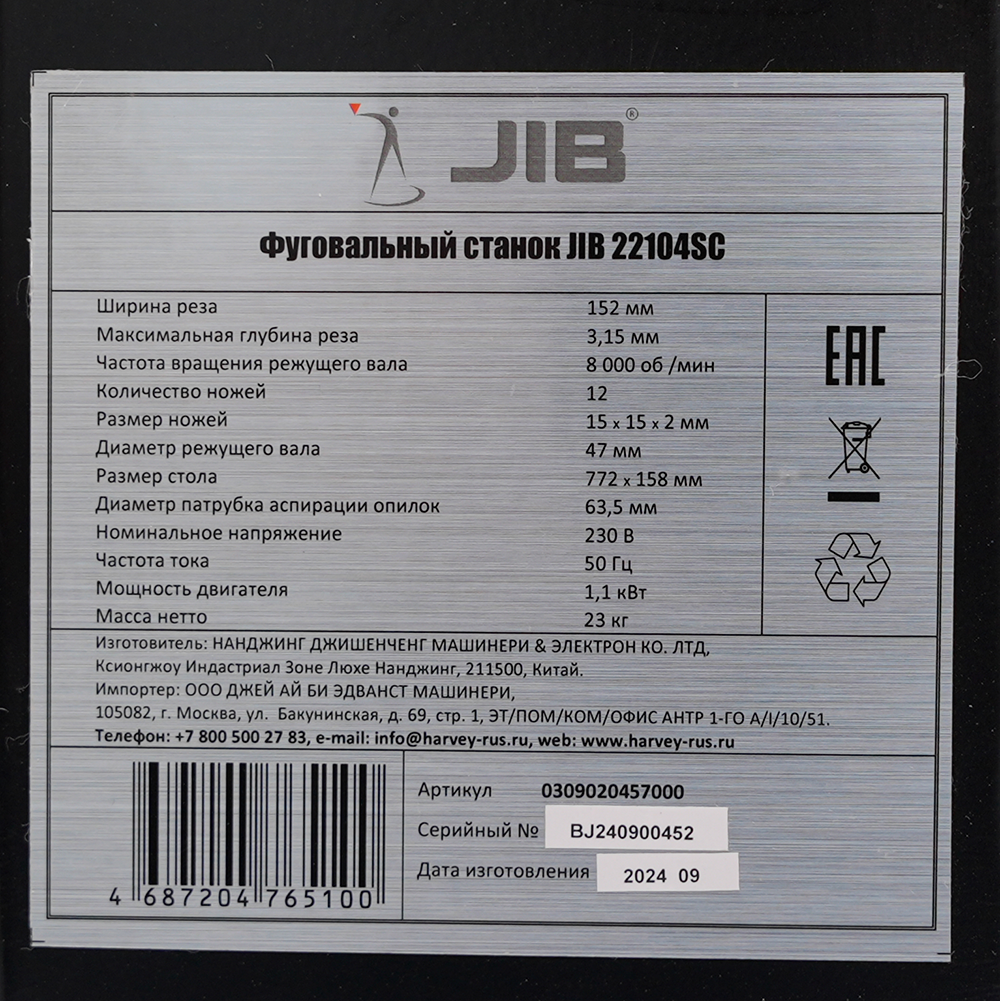 JIB®
Фуговальный станок JIB 22104SC
Ширина реза 152 мм
Максимальная глубина реза 3,15 мм
Частота вращения режущего вала 8 000 об /мин
Количество ножей 12
Размер ножей 15 х 15 х 2 мм
Диаметр режущего вала 47 мм
Размер стола 772 х 158 мм
Диаметр патрубка аспирации опилок 63,5 мм
Номинальное напряжение 230 В
Частота тока 50 Гц
Мощность двигателя 1,1 кВт
Масса нетто 23 кг
EAC
Изготовитель: НАНДЖИНГ ДЖИШЕНЧЕНГ МАШИНЕРИ & ЭЛЕКТРОН КО. ЛТД,
Ксионгжоу Индастриал Зоне Люхе Нанджинг, 211500, Китай.
Импортер: ООО ДЖЕЙ АЙ БИ ЭДВАНСТ МАШИНЕРИ,
105082, г. Москва, ул. Бакунинская, д. 69, стр. 1, ЭТ/ПОМ/КОМ/ОФИС АНТР 1-ГО А/I/10/51.
Телефон: +7 800 500 27 83, e-mail: info@harvey-rus.ru, web: www.harvey-rus.ru
4 687204 765100
Артикул 0309020457000
Серийный № BJ240900452
Дата изготовления 2024 09